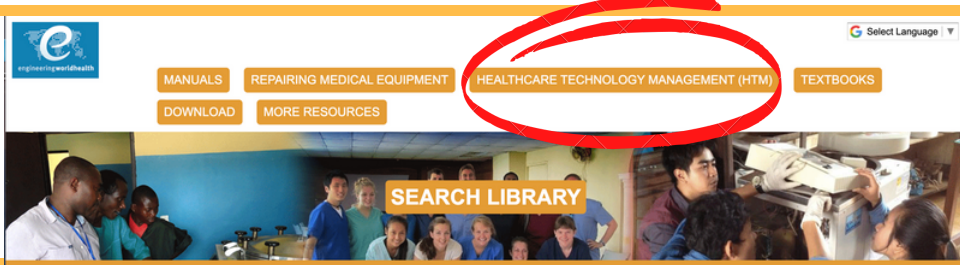 engineeringworldhealth
Select Language
MANUALS
REPAIRING MEDICAL EQUIPMENT
HEALTHCARE TECHNOLOGY MANAGEMENT (HTM)
TEXTBOOKS
DOWNLOAD
MORE RESOURCES
SEARCH LIBRARY